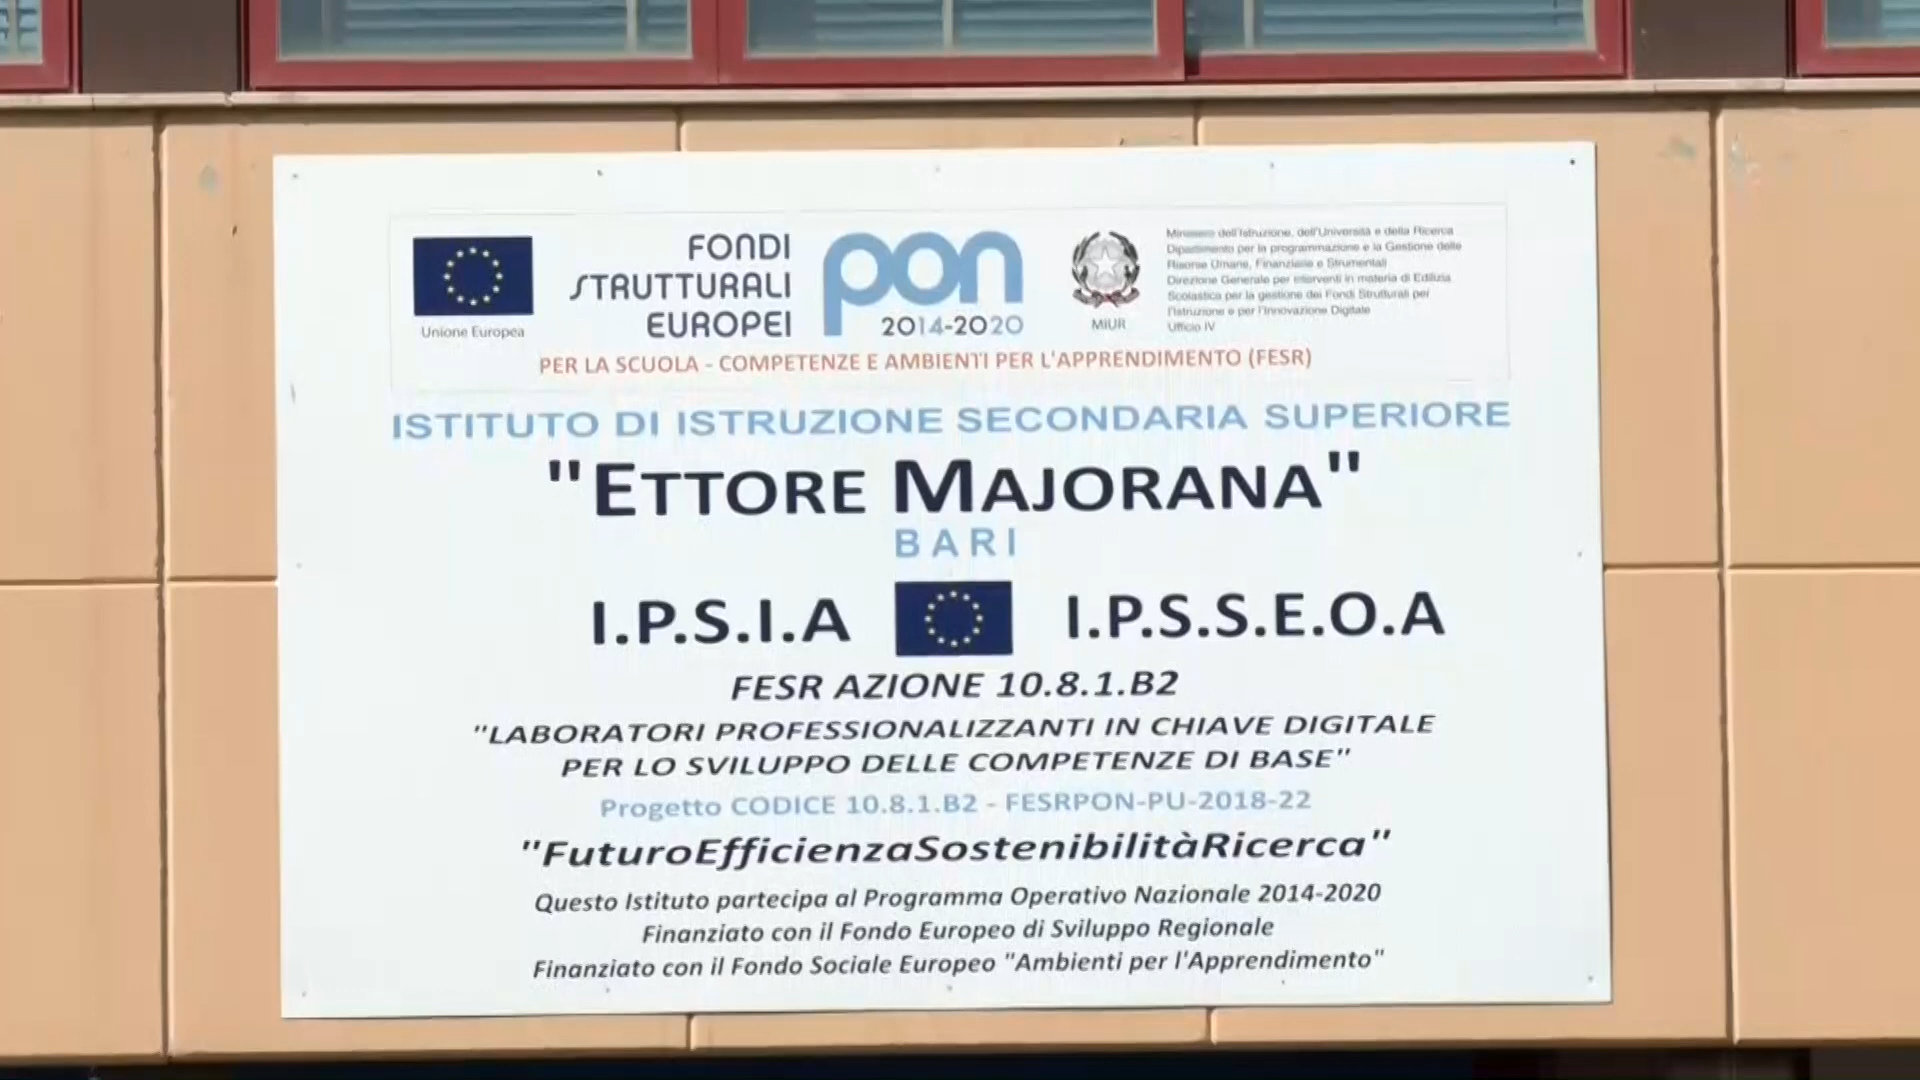 Unione Europea
FONDI
STRUTTURALI
EUROPEI
pon
2014-2020
MIUR
Ministero dell'Istruzione, dell'Università e della Ricerca
Dipartimento per la programmazione e la Gestione delle
Risorse Umane, Finanziarie e Strumentali
Direzione Generale per interventi in materia di Edilizia
Scolastica per la gestione dei Fondi Strutturali per
l'Istruzione e per l'Innovazione Digitale
Ufficio IV
PER LA SCUOLA - COMPETENZE E AMBIENTI PER L'APPRENDIMENTO (FESR)
ISTITUTO DI ISTRUZIONE SECONDARIA SUPERIORE
"ETTORE MAJORANA"
BARI
I.P.S.I.A I.P.S.S.E.O.A
FESR AZIONE 10.8.1.B2
"LABORATORI PROFESSIONALIZZANTI IN CHIAVE DIGITALE
PER LO SVILUPPO DELLE COMPETENZE DI BASE"
Progetto CODICE 10.8.1.B2 - FESRPON-PU-2018-22
"FuturoEfficienzaSostenibilitàRicerca"
Questo Istituto partecipa al Programma Operativo Nazionale 2014-2020
Finanziato con il Fondo Europeo di Sviluppo Regionale
Finanziato con il Fondo Sociale Europeo "Ambienti per l'Apprendimento"